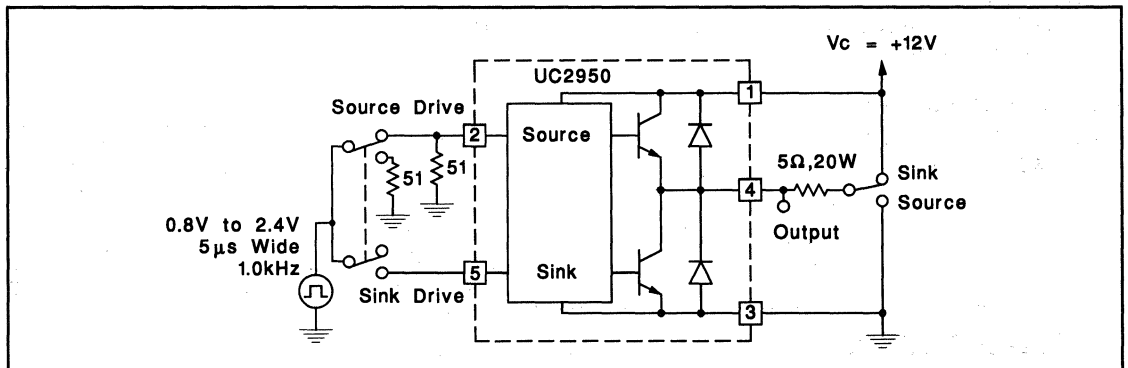 Vc = +12V
UC2950
1
Source Drive
2
Source
51
51
5Ω,20W
4
Sink
Source
Output
0.8V to 2.4V
5µs Wide
1.0kHz
5
Sink
Sink Drive
3